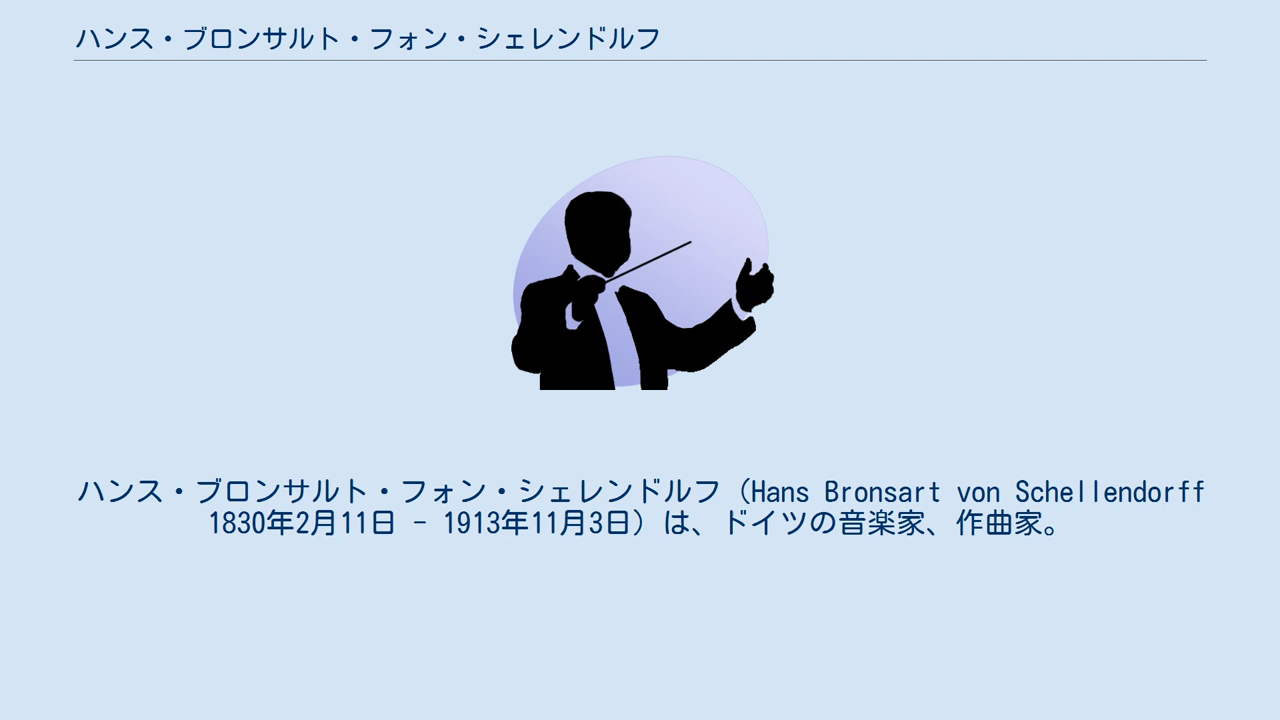 ハンス・ブロンサルト・フォン・シェレンドルフ
ハンス・ブロンサルト・フォン・シェレンドルフ（Hans Bronsart von Schellendorff
1830年2月11日 - 1913年11月3日）は、ドイツの音楽家、作曲家。